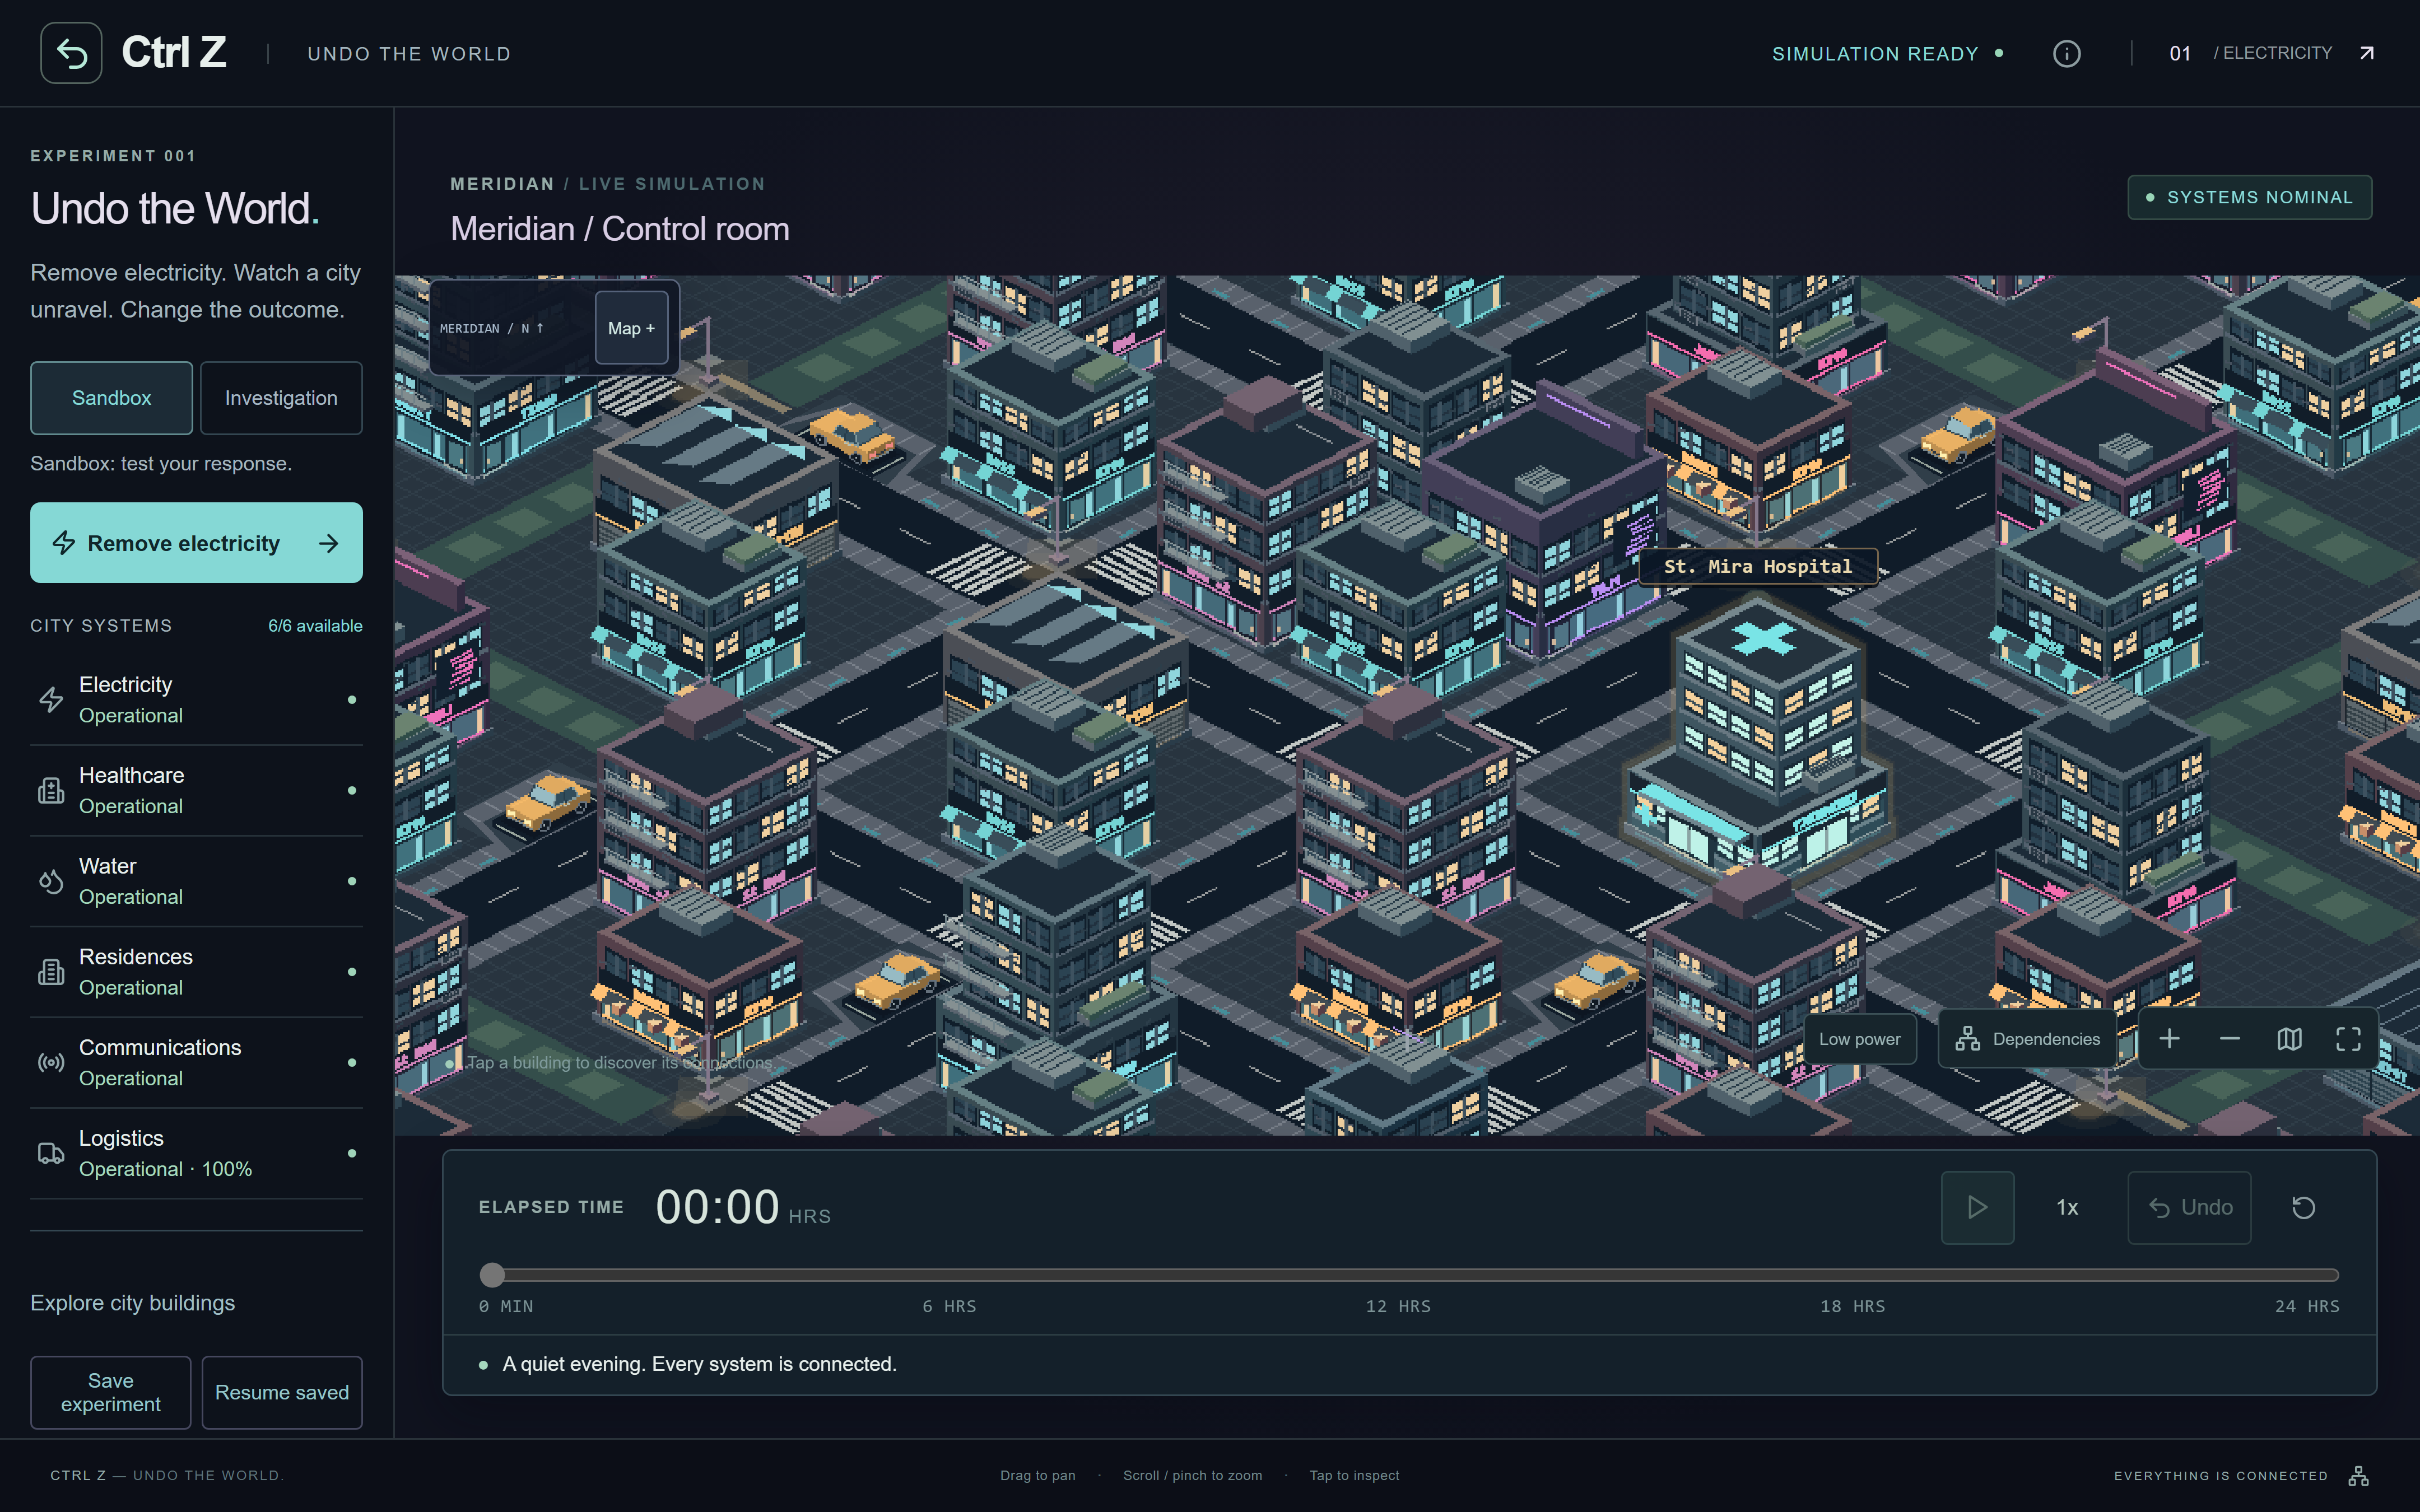 Ctrl Z
UNDO THE WORLD
SIMULATION READY
01 / ELECTRICITY
EXPERIMENT 001
Undo the World.
Remove electricity. Watch a city
unravel. Change the outcome.
Sandbox
Investigation
Sandbox: test your response.
Remove electricity
CITY SYSTEMS
6/6 available
Electricity
Operational
Healthcare
Operational
Water
Operational
Residences
Operational
Communications
Operational
Logistics
Operational · 100%
Explore city buildings
Save
experiment
Resume saved
MERIDIAN / LIVE SIMULATION
Meridian / Control room
SYSTEMS NOMINAL
MERIDIAN / N ↑
Map +
St. Mira Hospital
Tap a building to discover its connections
Low power
Dependencies
ELAPSED TIME
00:00 HRS
1x
Undo
0 MIN
6 HRS
12 HRS
18 HRS
24 HRS
A quiet evening. Every system is connected.
CTRL Z — UNDO THE WORLD.
Drag to pan · Scroll / pinch to zoom · Tap to inspect
EVERYTHING IS CONNECTED